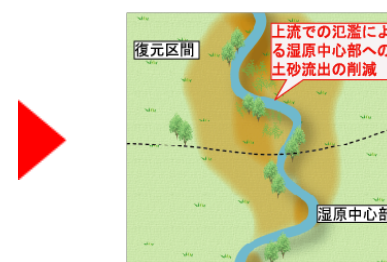 復元区間
上流での氾濫によ
る湿原中心部への
土砂流出の削減
湿原中心部